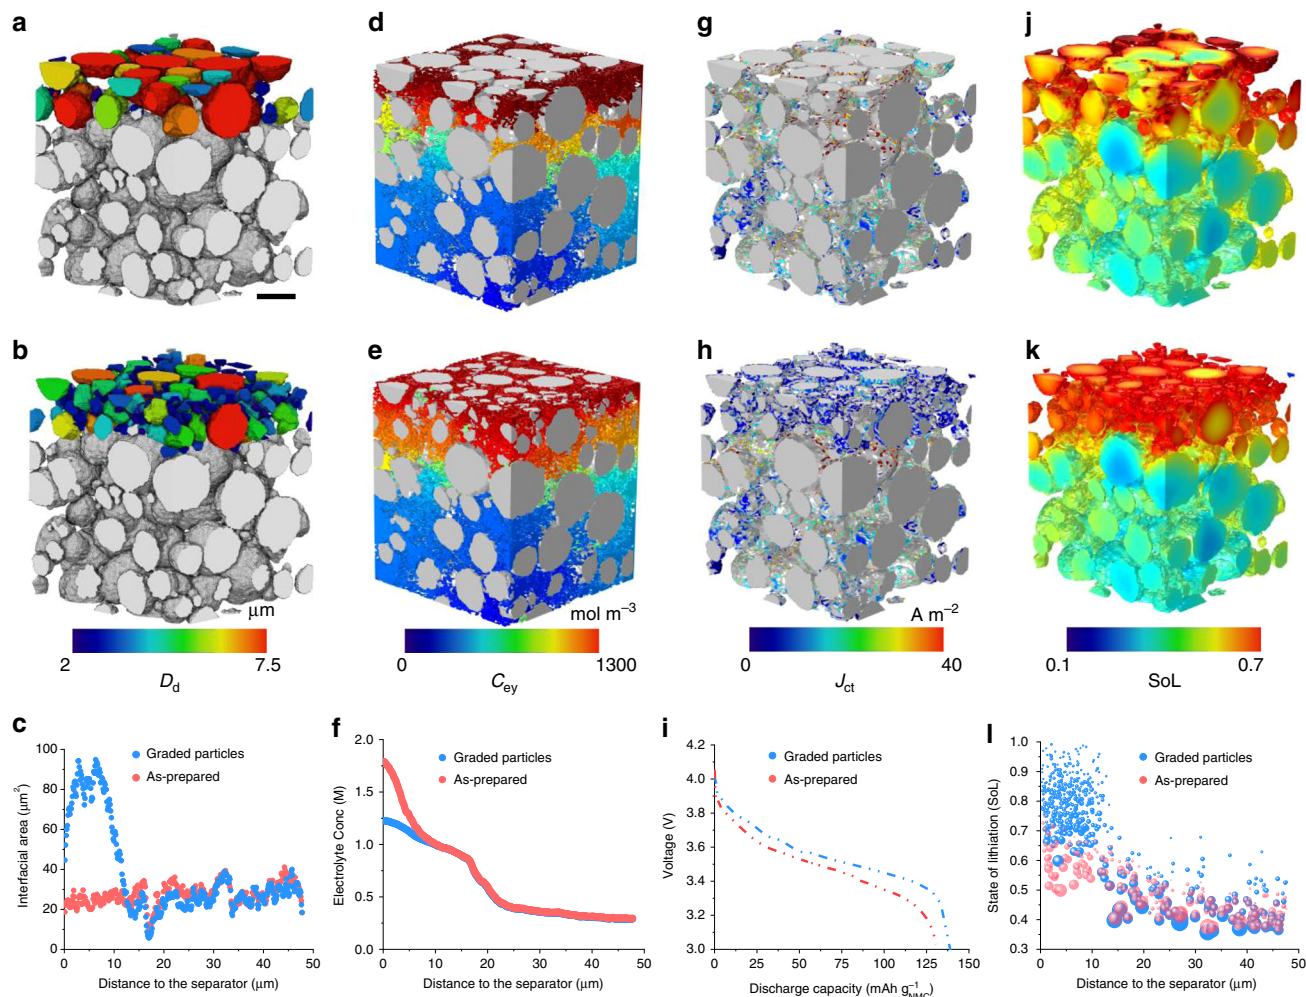 a
d
g
j
b
e
h
k
μm
2
7.5
D_d
mol m⁻³
0
1300
C_ey
A m⁻²
0
40
J_ct
0.1
0.7
SoL
c
100
80
60
40
20
0
Interfacial area (μm²)
Graded particles
As-prepared
0
10
20
30
40
50
Distance to the separator (μm)
f
2.0
1.5
1.0
0.5
0.0
Electrolyte Conc (M)
Graded particles
As-prepared
0
10
20
30
40
50
Distance to the separator (μm)
i
4.2
4.0
3.8
3.6
3.4
3.2
3.0
Voltage (V)
Graded particles
As-prepared
0
25
50
75
100
125
150
Discharge capacity (mAh g⁻¹_NMC)
l
1.0
0.9
0.8
0.7
0.6
0.5
0.4
0.3
State of lithiation (SoL)
Graded particles
As-prepared
0
10
20
30
40
50
Distance to the separator (μm)